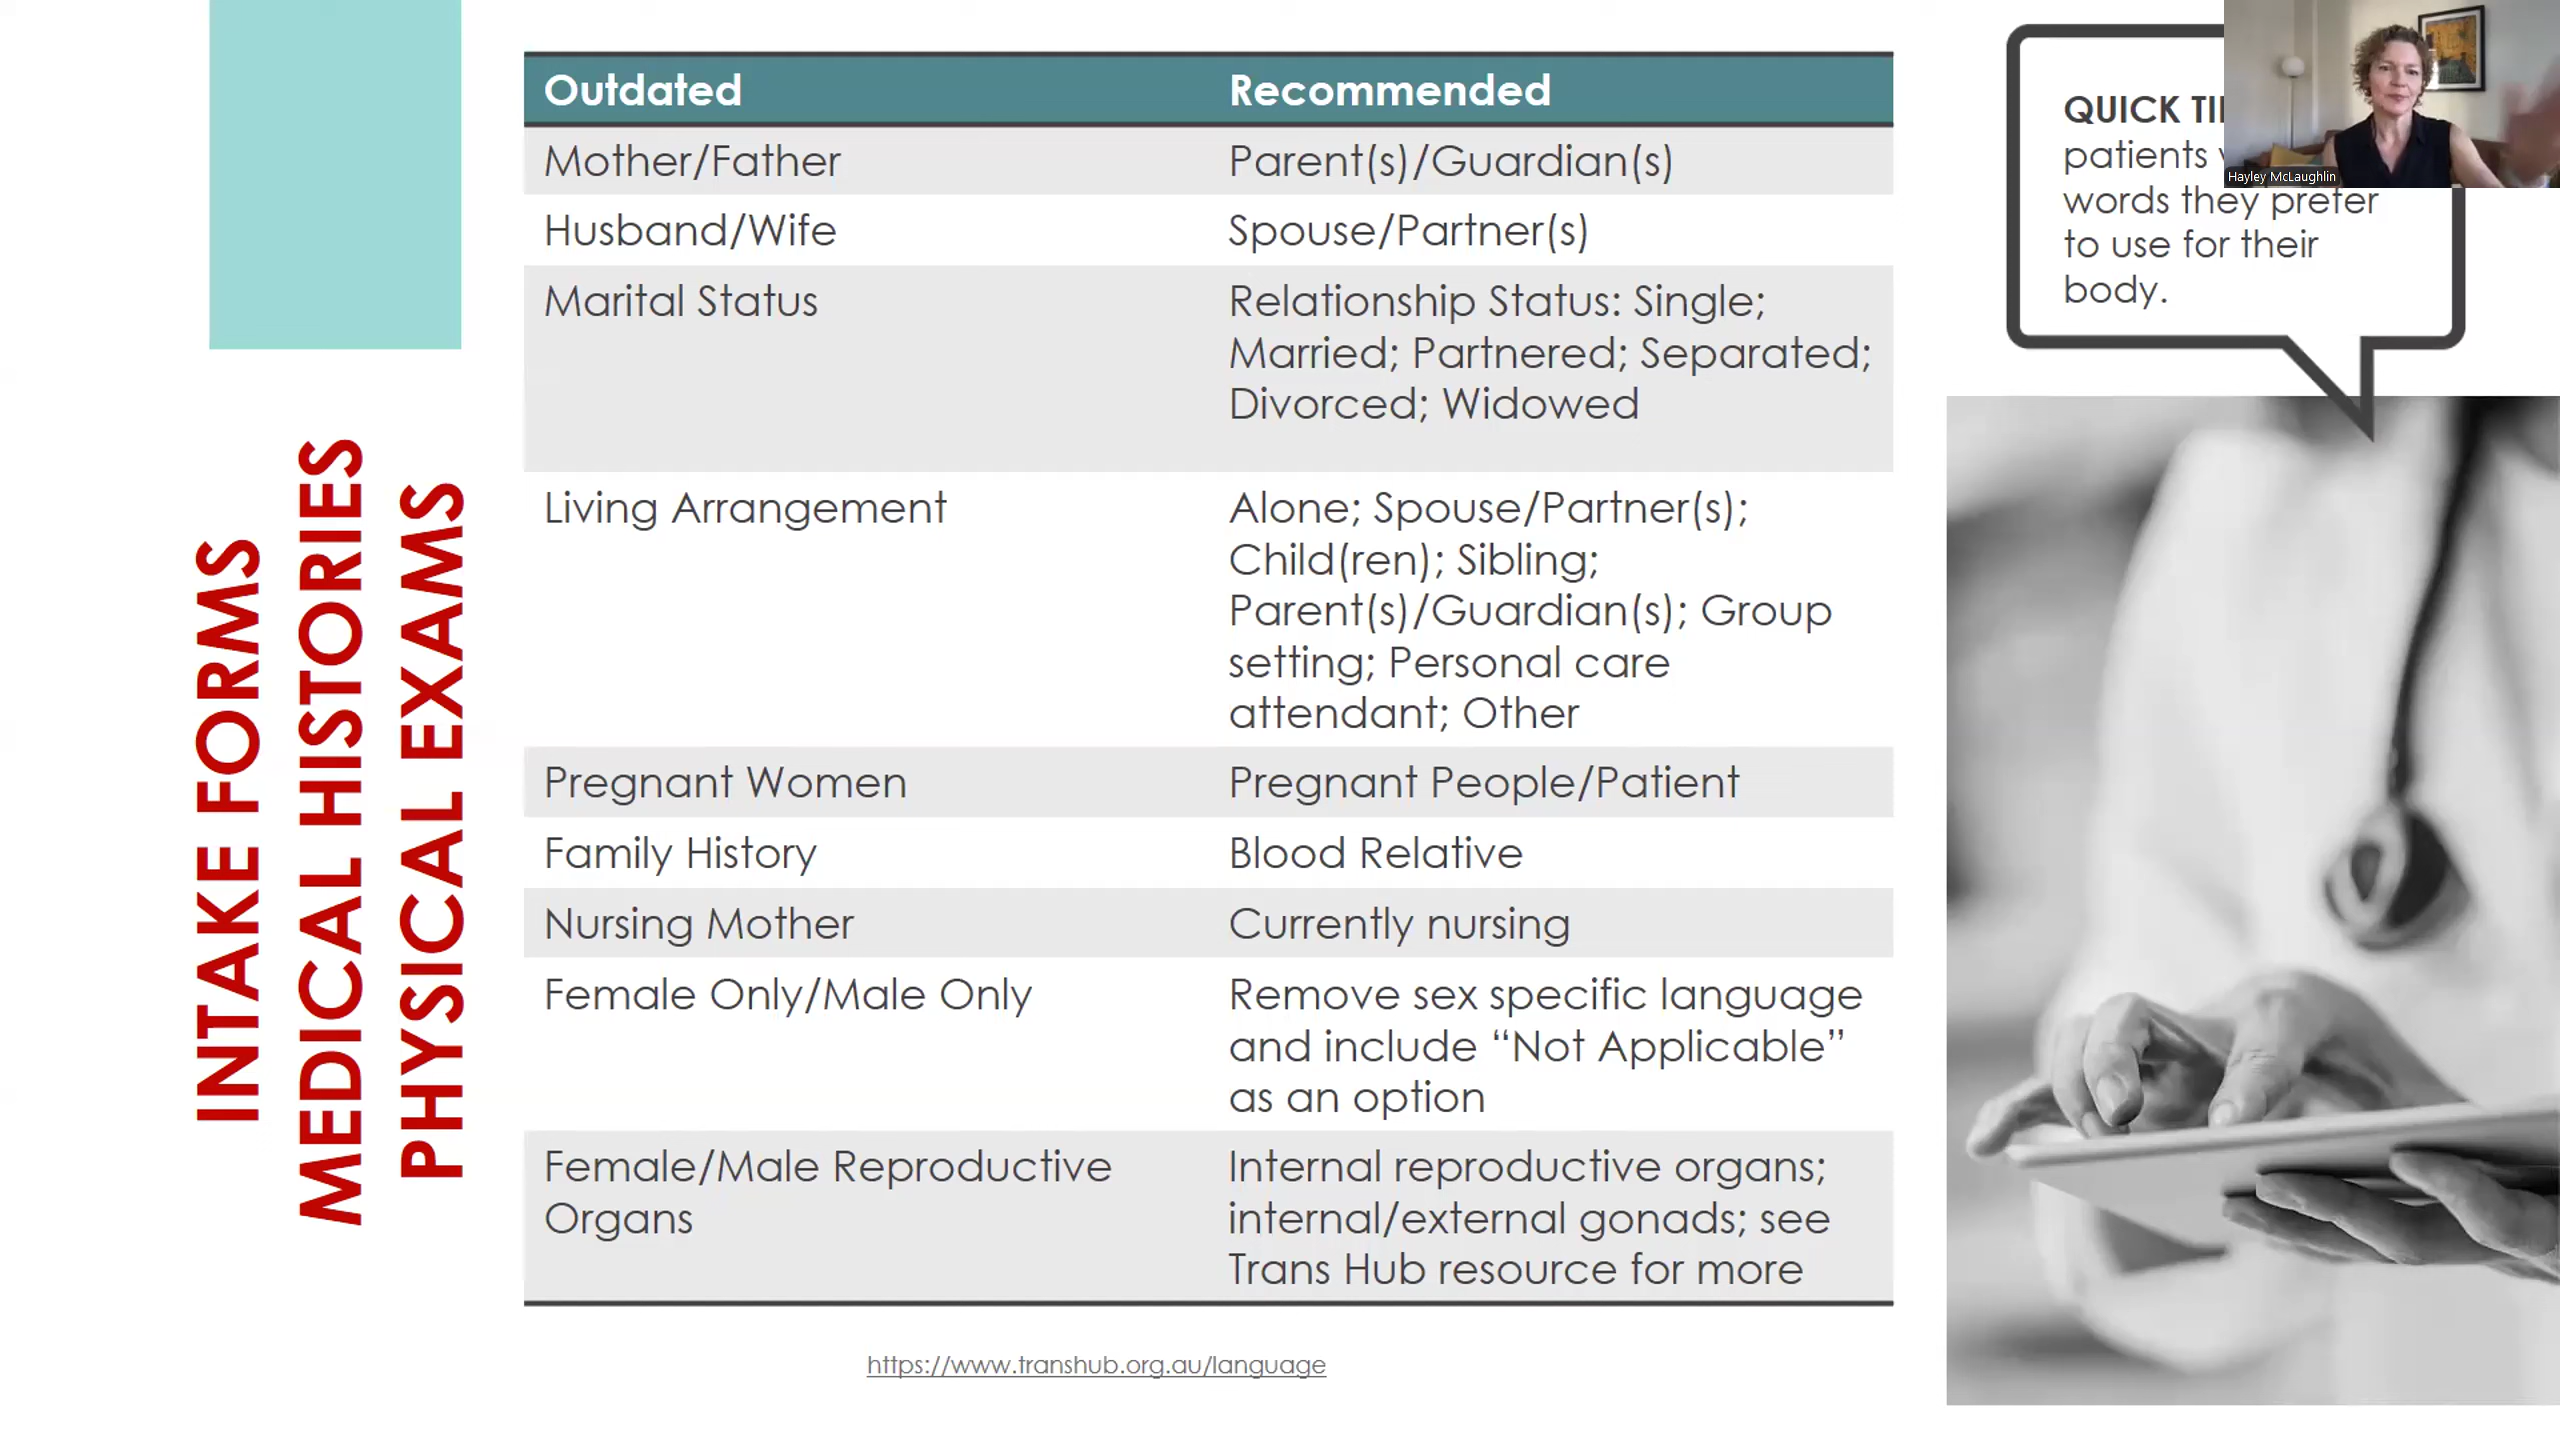 INTAKE FORMS
MEDICAL HISTORIES
PHYSICAL EXAMS
Outdated Recommended
Mother/Father Parent(s)/Guardian(s)
Husband/Wife Spouse/Partner(s)
Marital Status Relationship Status: Single;
Married; Partnered; Separated;
Divorced; Widowed
Living Arrangement Alone; Spouse/Partner(s);
Child(ren); Sibling;
Parent(s)/Guardian(s); Group
setting; Personal care
attendant; Other
Pregnant Women Pregnant People/Patient
Family History Blood Relative
Nursing Mother Currently nursing
Female Only/Male Only Remove sex specific language
and include “Not Applicable”
as an option
Female/Male Reproductive Internal reproductive organs;
Organs internal/external gonads; see
Trans Hub resource for more
https://www.transhub.org.au/language
QUICK
patients
words they prefer
to use for their
body.
Hayley McLaughlin